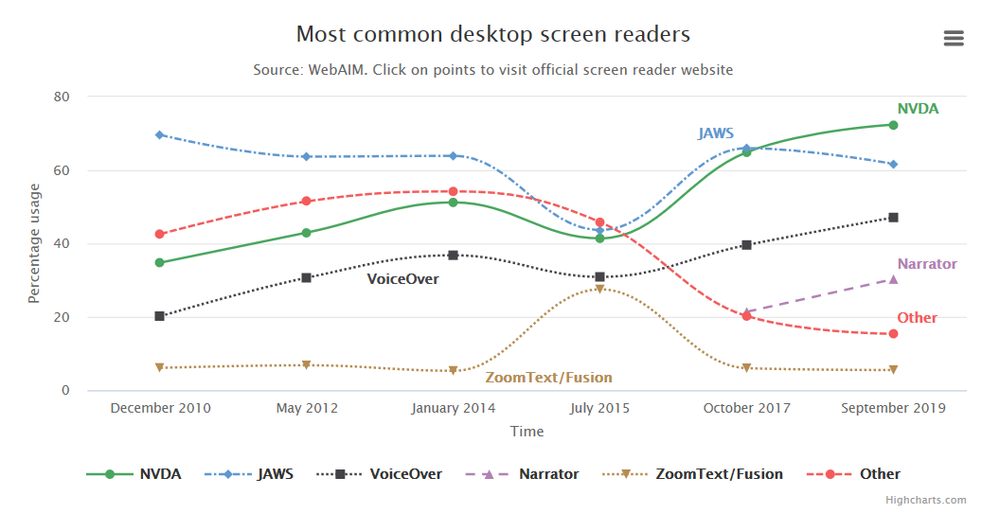 Most common desktop screen readers
Source: WebAIM. Click on points to visit official screen reader website
80
60
40
20
0
Percentage usage
NVDA
JAWS
VoiceOver
Narrator
Other
ZoomText/Fusion
December 2010 May 2012 January 2014 July 2015 October 2017 September 2019
Time
NVDA JAWS VoiceOver Narrator ZoomText/Fusion Other
Highcharts.com